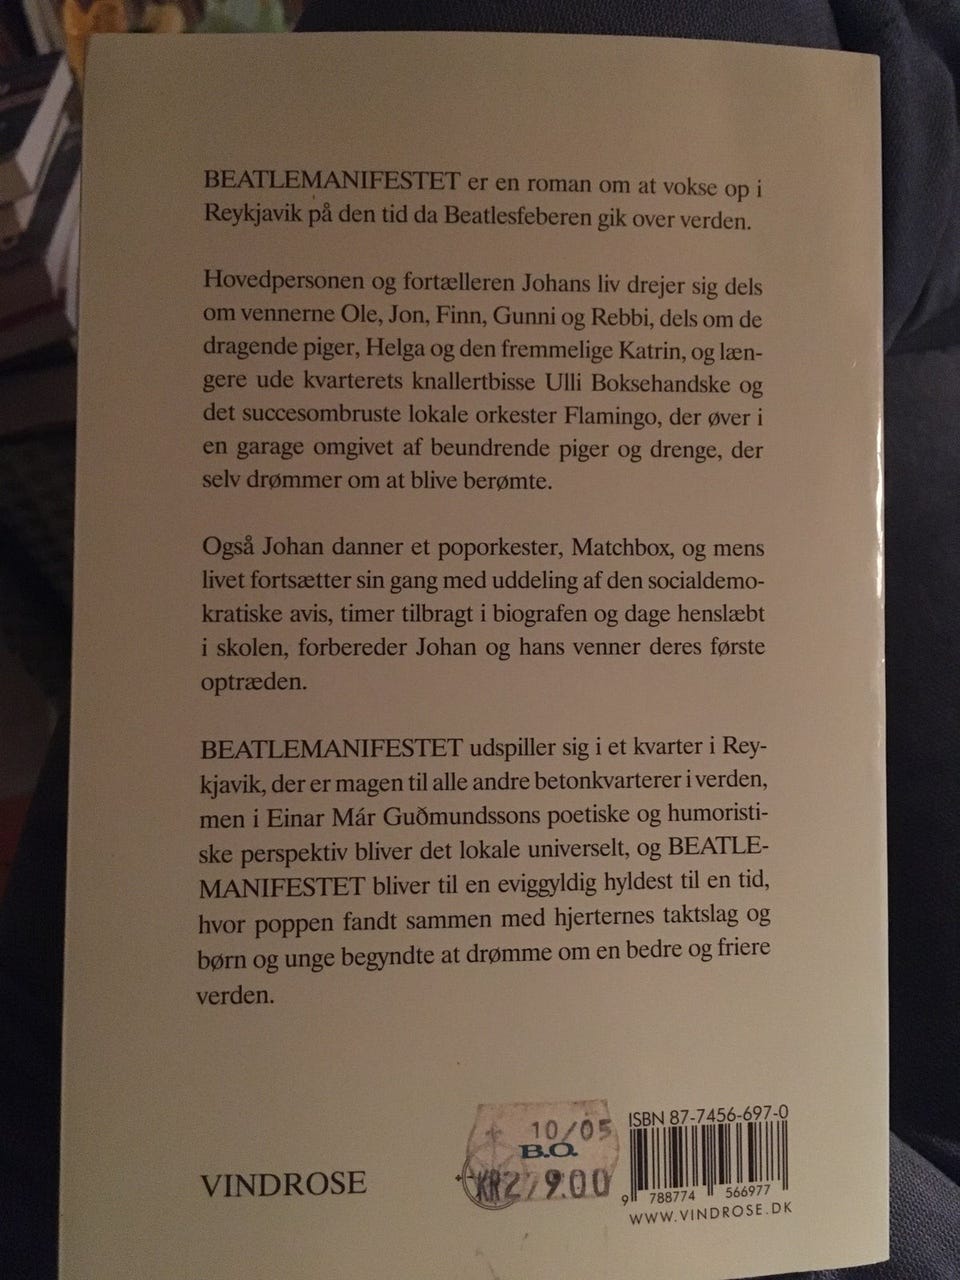 BEATLEMANIFESTET er en roman om at vokse op i
Reykjavik på den tid da Beatlesfeberen gik over verden.
Hovedpersonen og fortælleren Johans liv drejer sig dels
om vennerne Ole, Jon, Finn, Gunni og Rebbi, dels om de
dragende piger, Helga og den fremmelige Katrin, og læn-
gere ude kvarterets knallertbisse Ulli Boksehandske og
det succesombruste lokale orkester Flamingo, der øver i
en garage omgivet af beundrende piger og drenge, der
selv drømmer om at blive berømte.
Også Johan danner et poporkester, Matchbox, og mens
livet fortsætter sin gang med uddeling af den socialdemo-
kratiske avis, timer tilbragt i biografen og dage henslæbt
i skolen, forbereder Johan og hans venner deres første
optræden.
BEATLEMANIFESTET udspiller sig i et kvarter i Rey-
kjavik, der er magen til alle andre betonkvarterer i verden,
men i Einar Már Guðmundssons poetiske og humoristi-
ske perspektiv bliver det lokale universelt, og BEATLE-
MANIFESTET bliver til en eviggyldig hyldest til en tid,
hvor poppen fandt sammen med hjerternes taktslag og
børn og unge begyndte at drømme om en bedre og friere
verden.
VINDROSE
10/05
B.O.
KR279.00
ISBN 87-7456-697-0
9 788774 566977
WWW.VINDROSE.DK